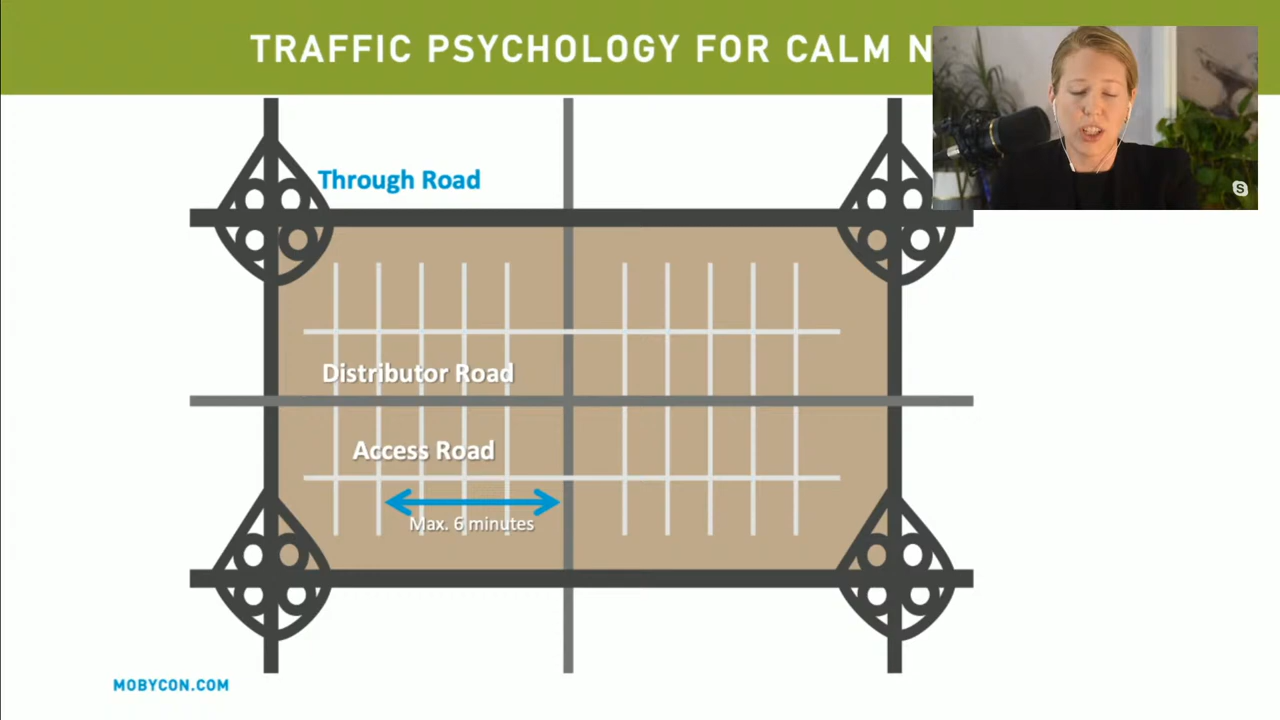 TRAFFIC PSYCHOLOGY FOR CALM N
Through Road
Distributor Road
Access Road
Max. 6 minutes
MOBYCON.COM
S